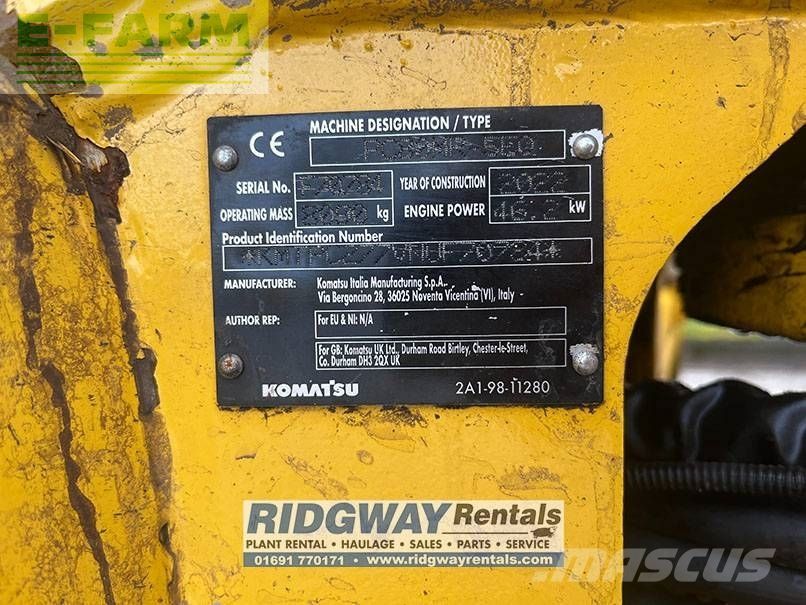 E-FARM
CE
MACHINE DESIGNATION / TYPE
SERIAL No.
YEAR OF CONSTRUCTION 2022
OPERATING MASS kg
ENGINE POWER 46.2 kW
Product Identification Number
MANUFACTURER: Komatsu Italia Manufacturing S.p.A.
Via Bergoncino 28, 36025 Noventa Vicentina (VI), Italy
AUTHOR REP: For EU & NI: N/A
For GB: Komatsu UK Ltd., Durham Road Birtley, Chester-le-Street,
Co. Durham DH3 2QX UK
KOMATSU
2A1-98-11280
RIDGWAY Rentals
PLANT RENTAL • HAULAGE • SALES • PARTS • SERVICE
01691 770171 • www.ridgwayrentals.com
MASCUS